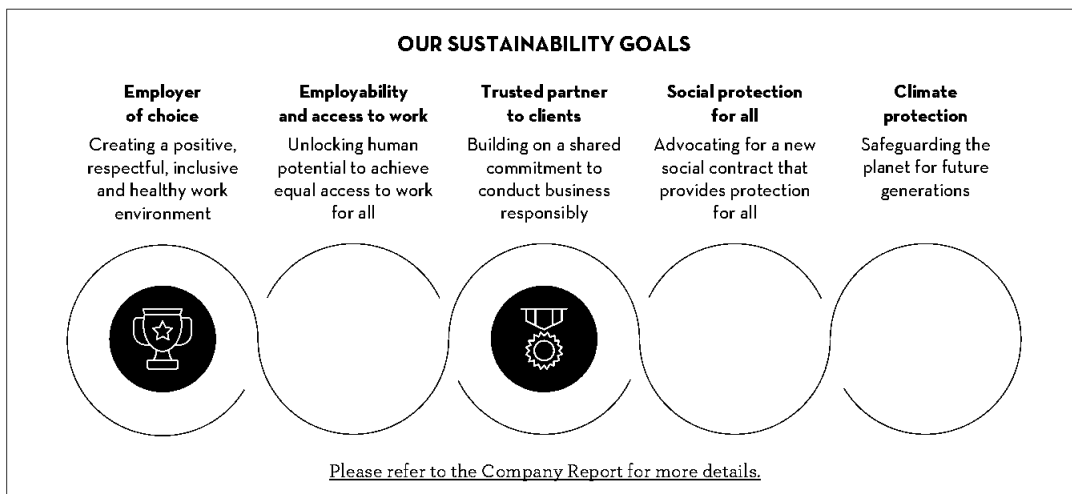 OUR SUSTAINABILITY GOALS
Employer
of choice
Creating a positive,
respectful, inclusive
and healthy work
environment
Employability
and access to work
Unlocking human
potential to achieve
equal access to work
for all
Trusted partner
to clients
Building on a shared
commitment to
conduct business
responsibly
Social protection
for all
Advocating for a new
social contract that
provides protection
for all
Climate
protection
Safeguarding the
planet for future
generations
Please refer to the Company Report for more details.